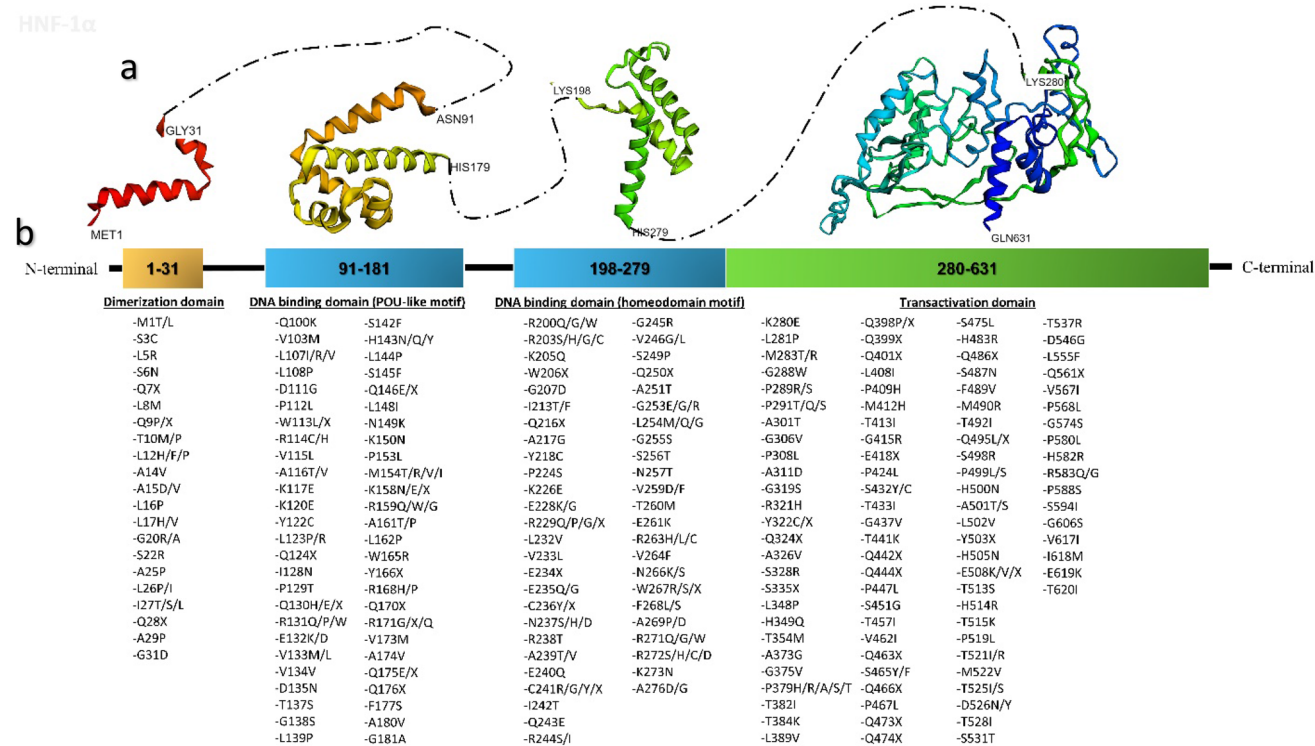 HNF-1α
a
GLY31
MET1
ASN91
HIS179
LYS198
HIS279
LYS280
GLN631
b
N-terminal
1-31
91-181
198-279
280-631
C-terminal
Dimerization domain
DNA binding domain (POU-like motif)
DNA binding domain (homeodomain motif)
Transactivation domain
-M1T/L
-S3C
-L5R
-S6N
-Q7X
-L8M
-Q9P/X
-T10M/P
-L12H/F/P
-A14V
-A15D/V
-L16P
-L17H/V
-G20R/A
-S22R
-A25P
-L26P/I
-I27T/S/L
-Q28X
-A29P
-G31D
-Q100K
-V103M
-L107I/R/V
-L108P
-D111G
-P112L
-W113L/X
-R114C/H
-V115L
-A116T/V
-K117E
-K120E
-Y122C
-L123P/R
-Q124X
-I128N
-P129T
-Q130H/E/X
-R131Q/P/W
-E132K/D
-V133M/L
-V134V
-D135N
-T137S
-G138S
-L139P
-S142F
-H143N/Q/Y
-L144P
-S145F
-Q146E/X
-L148I
-N149K
-K150N
-P153L
-M154T/R/V/I
-K158N/E/X
-R159Q/W/G
-A161T/P
-L162P
-W165R
-Y166X
-R168H/P
-Q170X
-R171G/X/Q
-V173M
-A174V
-Q175E/X
-Q176X
-F177S
-A180V
-G181A
-R200Q/G/W
-R203S/H/G/C
-K205Q
-W206X
-G207D
-I213T/F
-Q216X
-A217G
-Y218C
-P224S
-K226E
-E228K/G
-R229Q/P/G/X
-L232V
-V233L
-E234X
-E235Q/G
-C236Y/X
-N237S/H/D
-R238T
-A239T/V
-E240Q
-C241R/G/Y/X
-I242T
-Q243E
-R244S/I
-G245R
-V246G/L
-S249P
-Q250X
-A251T
-G253E/G/R
-L254M/Q/G
-G255S
-S256T
-N257T
-V259D/F
-T260M
-E261K
-R263H/L/C
-V264F
-N266K/S
-W267R/S/X
-F268L/S
-A269P/D
-R271Q/G/W
-R272S/H/C/D
-K273N
-A276D/G
-K280E
-L281P
-M283T/R
-G288W
-P289R/S
-P291T/Q/S
-A301T
-G306V
-P308L
-A311D
-G319S
-R321H
-Y322C/X
-Q324X
-A326V
-S328R
-S335X
-L348P
-H349Q
-T354M
-A373G
-G375V
-P379H/R/A/S/T
-T382I
-T384K
-L389V
-Q398P/X
-Q399X
-Q401X
-L408I
-P409H
-M412H
-T413I
-G415R
-E418X
-P424L
-S432Y/C
-T433I
-G437V
-T441K
-Q442X
-Q444X
-P447L
-S451G
-T457I
-V462I
-Q463X
-S465Y/F
-Q466X
-P467L
-Q473X
-Q474X
-S475L
-H483R
-Q486X
-S487N
-F489V
-M490R
-T492I
-Q495L/X
-S498R
-P499L/S
-H500N
-A501T/S
-L502V
-Y503X
-H505N
-E508K/V/X
-T513S
-H514R
-T515K
-P519L
-T521I/R
-M522V
-T525I/S
-D526N/Y
-T528I
-S531T
-T537R
-D546G
-L555F
-Q561X
-V567I
-P568L
-G574S
-P580L
-H582R
-R583Q/G
-P588S
-S594I
-G606S
-V617I
-I618M
-E619K
-T620I